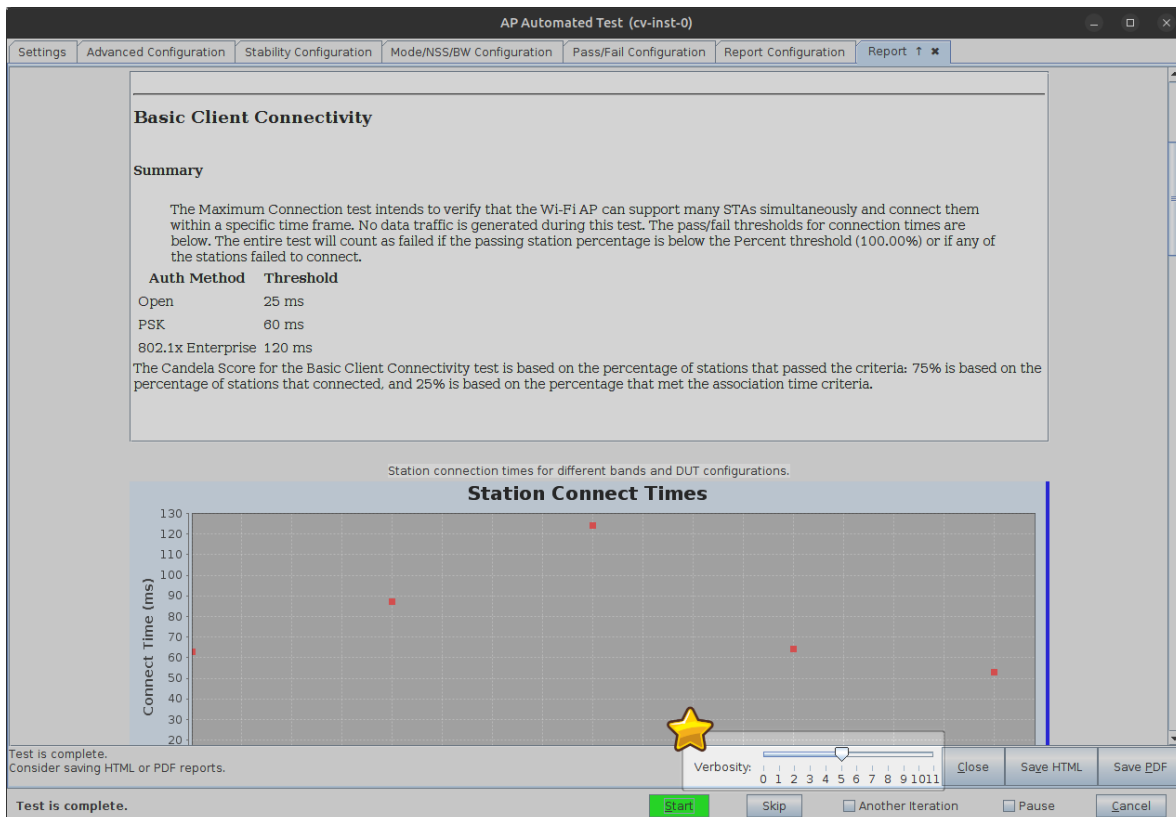 AP Automated Test (cv-inst-0)
Settings Advanced Configuration Stability Configuration Mode/NSS/BW Configuration Pass/Fail Configuration Report Configuration Report
Basic Client Connectivity
Summary
The Maximum Connection test intends to verify that the Wi-Fi AP can support many STAs simultaneously and connect them
within a specific time frame. No data traffic is generated during this test. The pass/fail thresholds for connection times are
below. The entire test will count as failed if the passing station percentage is below the Percent threshold (100.00%) or if any of
the stations failed to connect.
Auth Method Threshold
Open 25 ms
PSK 60 ms
802.1x Enterprise 120 ms
The Candela Score for the Basic Client Connectivity test is based on the percentage of stations that passed the criteria: 75% is based on the
percentage of stations that connected, and 25% is based on the percentage that met the association time criteria.
Station connection times for different bands and DUT configurations.
Station Connect Times
Connect Time (ms)
130
120
110
100
90
80
70
60
50
40
30
20
Test is complete.
Consider saving HTML or PDF reports.
Verbosity:
0 1 2 3 4 5 6 7 8 9 10 11
Close Save HTML Save PDF
Test is complete.
Start Skip Another Iteration Pause Cancel